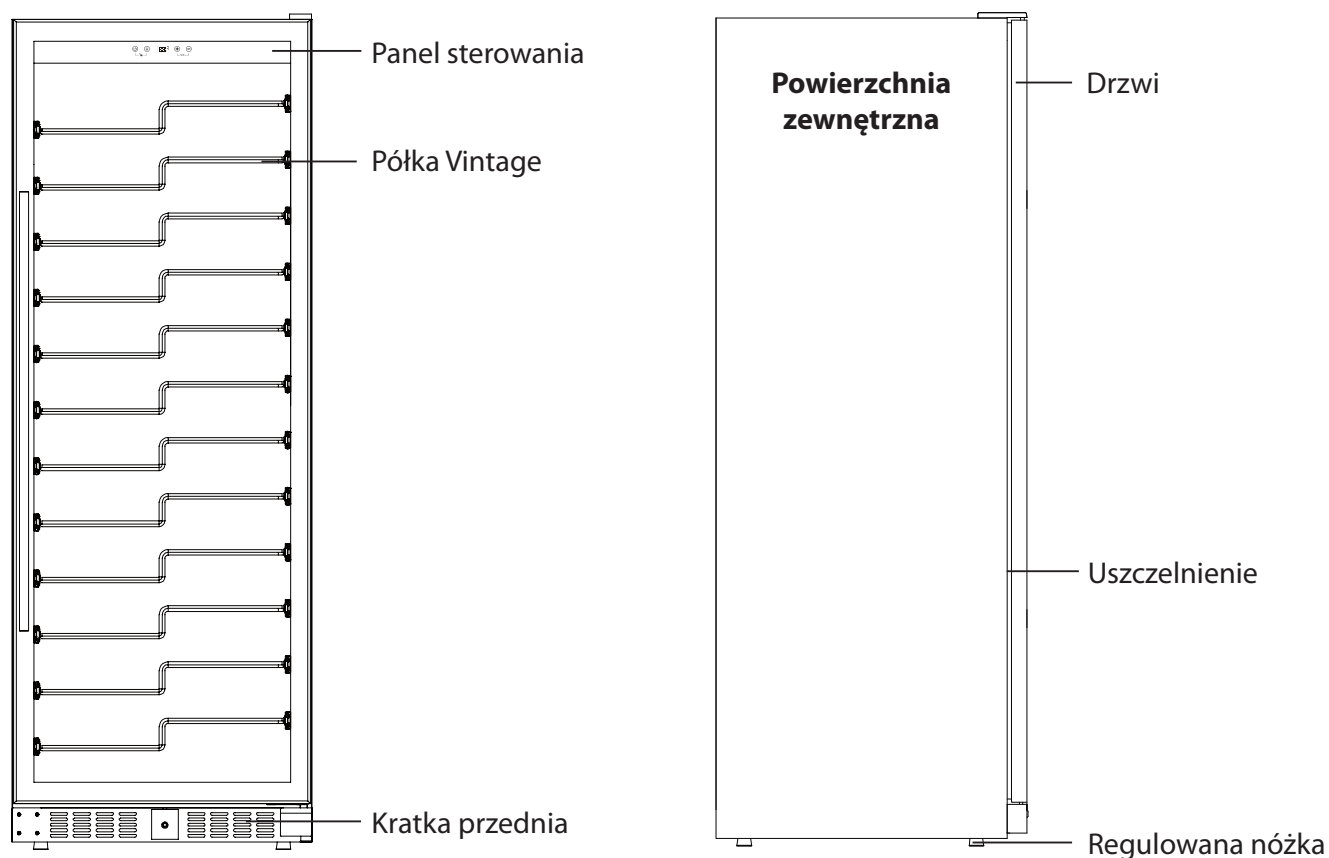 Panel sterowania
Półka Vintage
Kratka przednia
Powierzchnia
zewnętrzna
Drzwi
Uszczelnienie
Regulowana nóżka